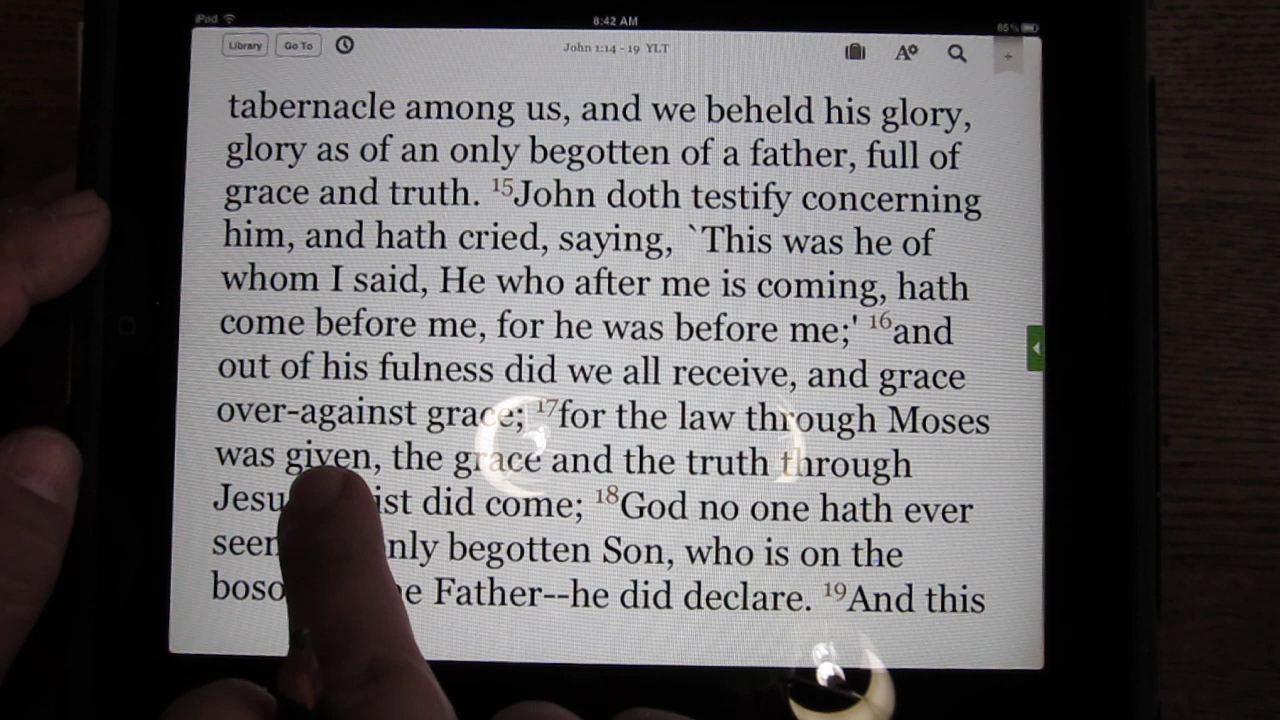 iPad 8:42 AM 85%
Library Go To John 1:14 - 19 YLT A
tabernacle among us, and we beheld his glory,
glory as of an only begotten of a father, full of
grace and truth. 15John doth testify concerning
him, and hath cried, saying, `This was he of
whom I said, He who after me is coming, hath
come before me, for he was before me;' 16and
out of his fulness did we all receive, and grace
over-against grace; 17for the law through Moses
was given, the grace and the truth through
Jesu ist did come; 18God no one hath ever
seen nly begotten Son, who is on the
boso e Father--he did declare. 19And this